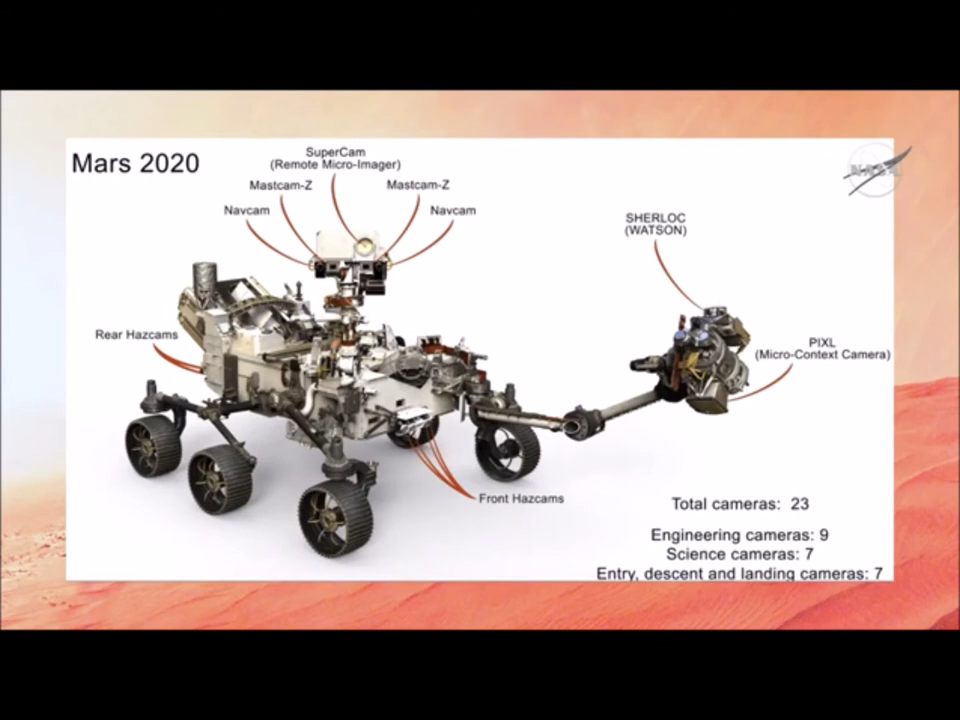 Mars 2020
SuperCam
(Remote Micro-Imager)
Mastcam-Z
Mastcam-Z
Navcam
Navcam
NASA
SHERLOC
(WATSON)
Rear Hazcams
PIXL
(Micro-Context Camera)
Front Hazcams
Total cameras: 23
Engineering cameras: 9
Science cameras: 7
Entry, descent and landing cameras: 7